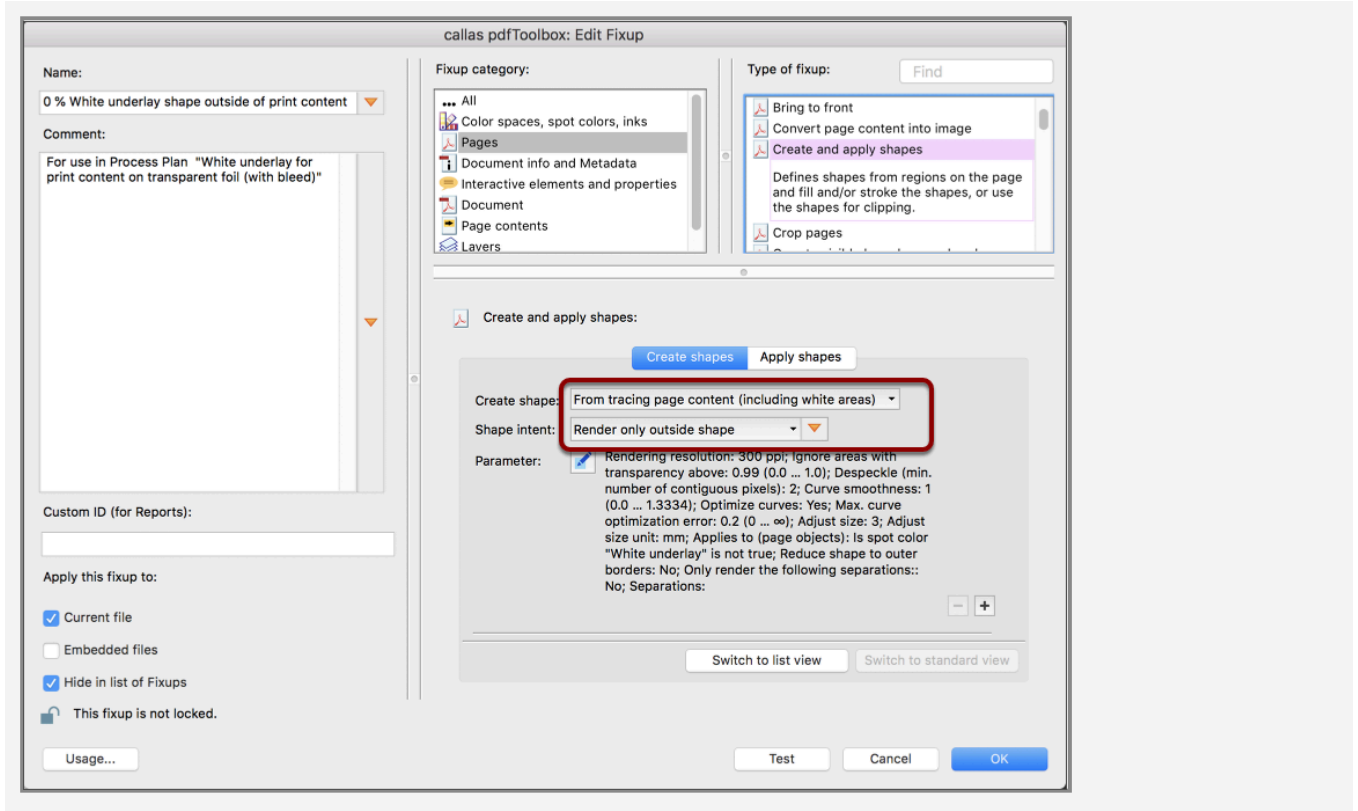 callas pdfToolbox: Edit Fixup
Name:
0 % White underlay shape outside of print content
Comment:
For use in Process Plan  "White underlay for
print content on transparent foil (with bleed)"
Custom ID (for Reports):
Apply this fixup to:
Current file
Embedded files
Hide in list of Fixups
This fixup is not locked.
Usage...
Fixup category:
... All
Color spaces, spot colors, inks
Pages
Document info and Metadata
Interactive elements and properties
Document
Page contents
Layers
Type of fixup:
Find
Bring to front
Convert page content into image
Create and apply shapes
Defines shapes from regions on the page
and fill and/or stroke the shapes, or use
the shapes for clipping.
Crop pages
Create and apply shapes:
Create shapes
Apply shapes
Create shape: From tracing page content (including white areas)
Shape intent: Render only outside shape
Parameter: Rendering resolution: 300 ppi; Ignore areas with
transparency above: 0.99 (0.0 ... 1.0); Despeckle (min.
number of contiguous pixels): 2; Curve smoothness: 1
(0.0 ... 1.3334); Optimize curves: Yes; Max. curve
optimization error: 0.2 (0 ... ∞); Adjust size: 3; Adjust
size unit: mm; Applies to (page objects): Is spot color
"White underlay" is not true; Reduce shape to outer
borders: No; Only render the following separations::
No; Separations:
Switch to list view
Switch to standard view
Test
Cancel
OK